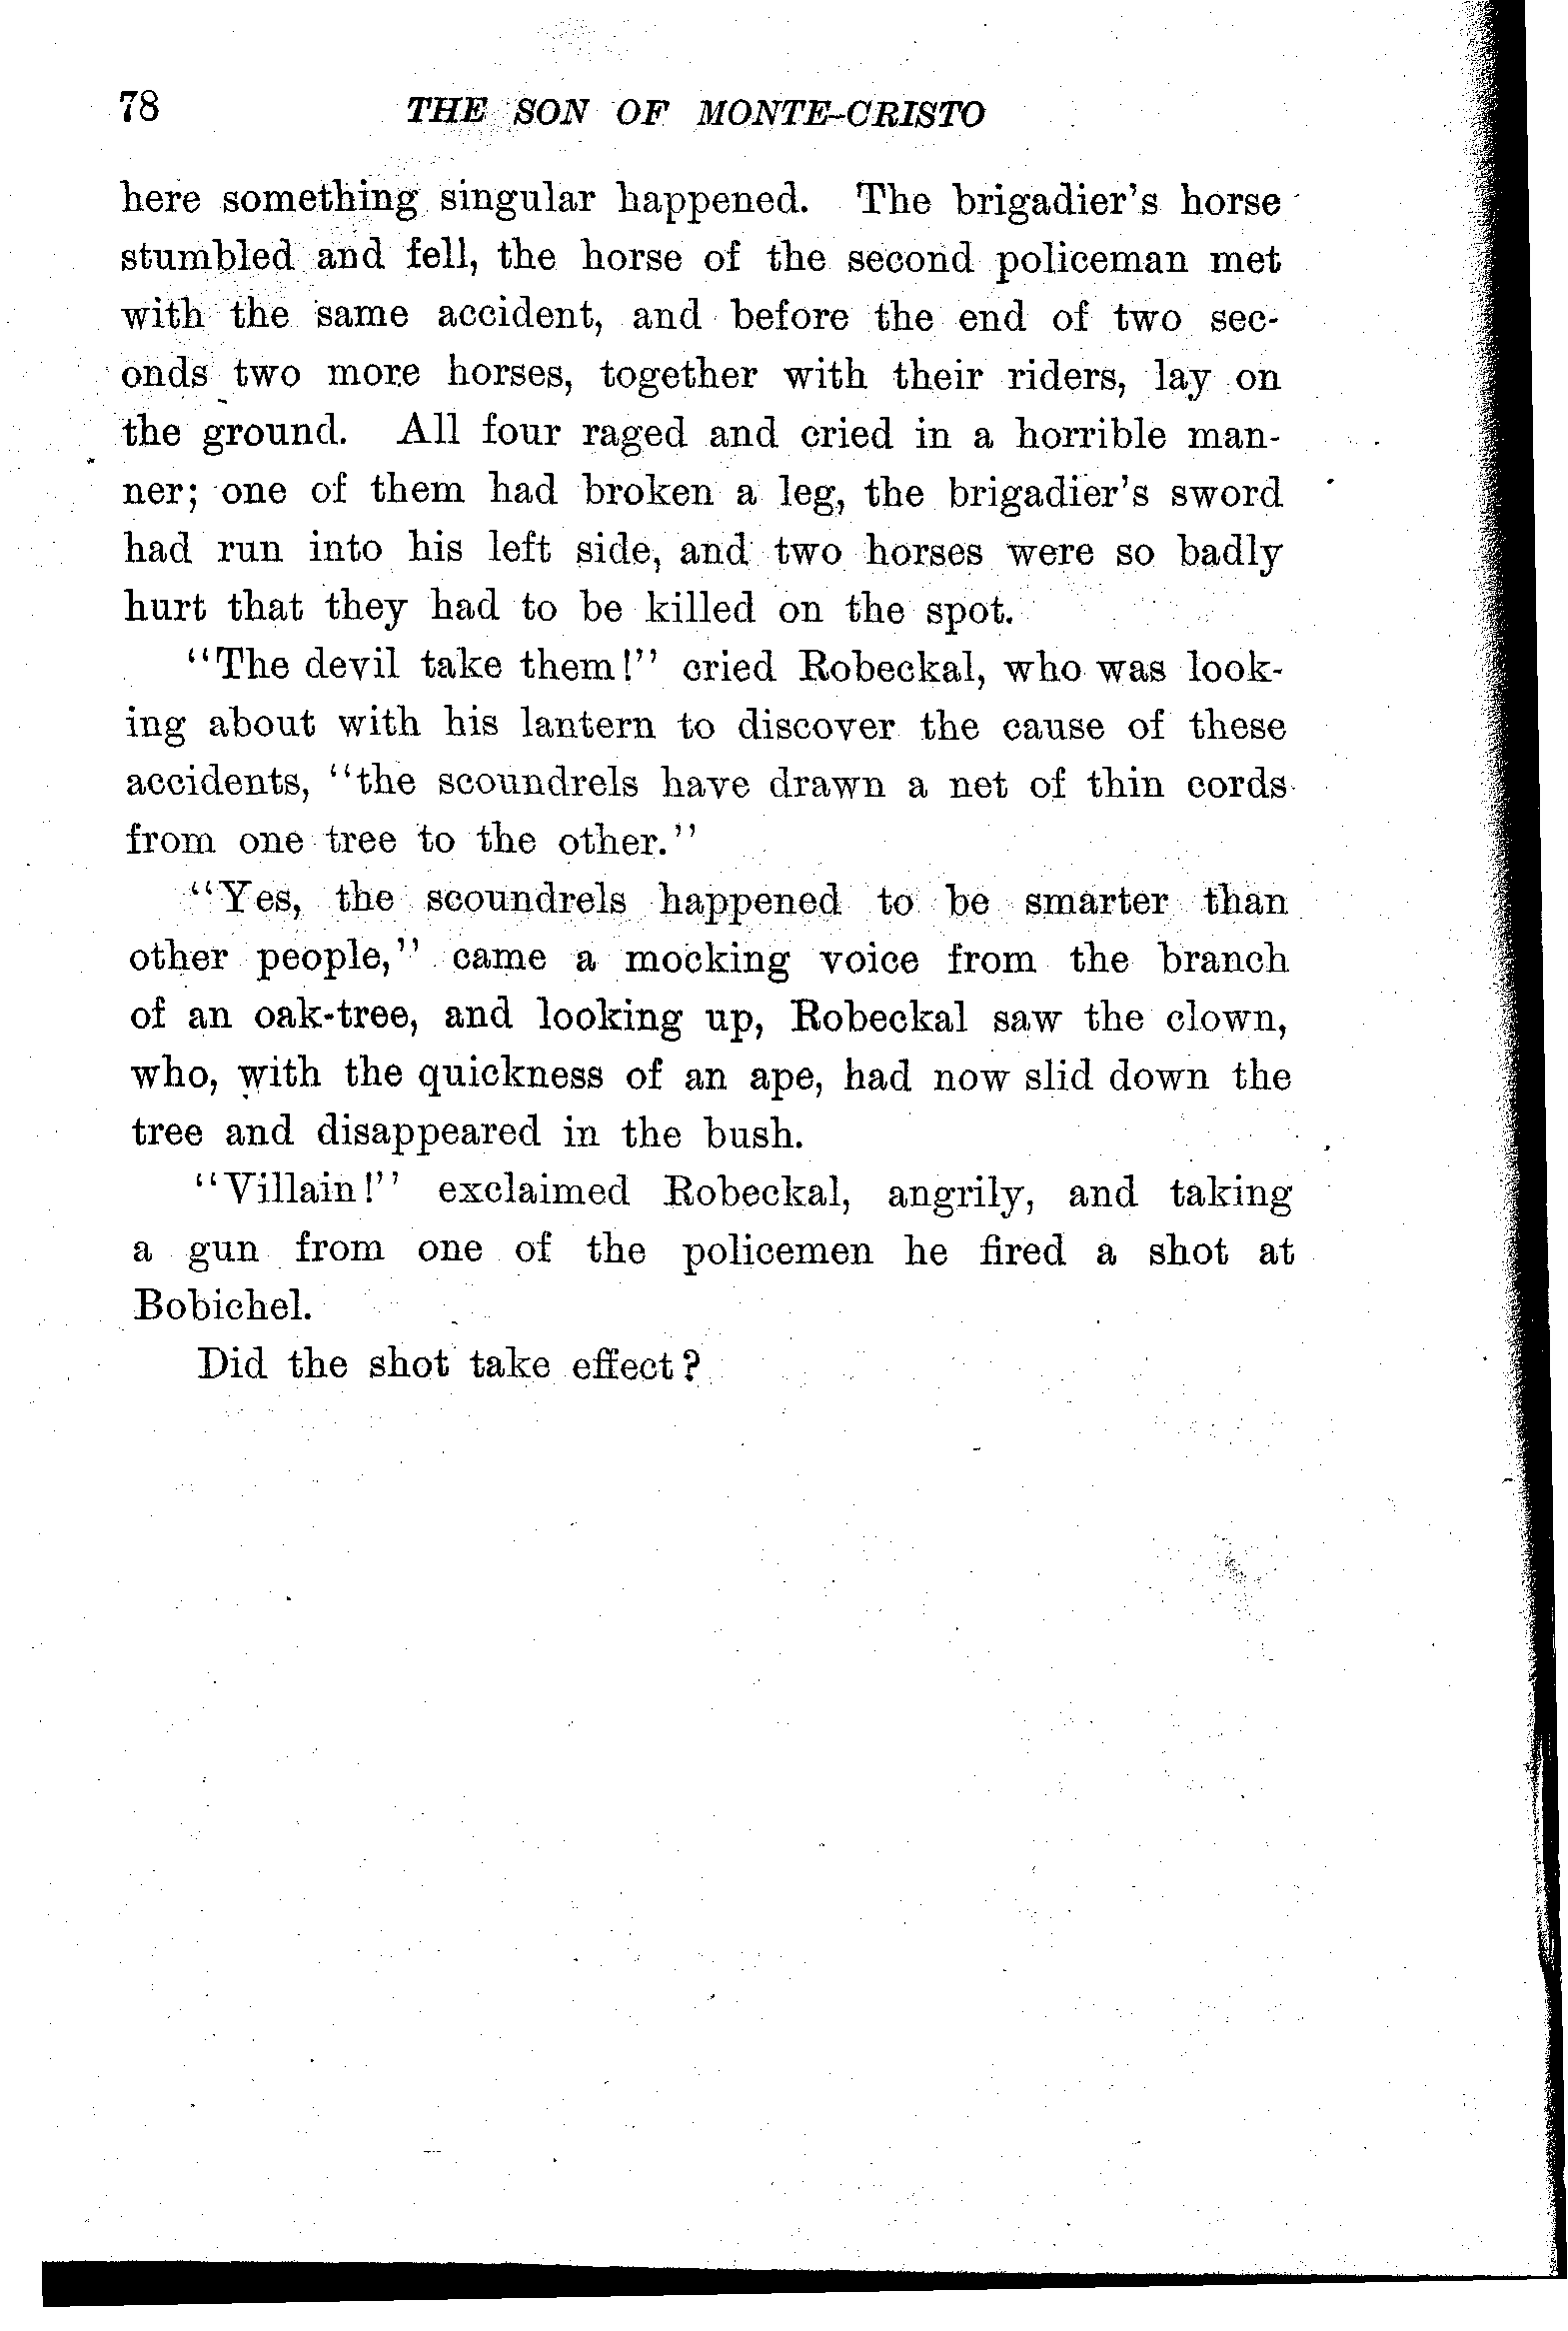 78 THE SON OF MONTE-CRISTO
here something singular happened. The brigadier's horse
stumbled and fell, the horse of the second policeman met
with the same accident, and before the end of two sec-
onds two more horses, together with their riders, lay on
the ground. All four raged and cried in a horrible man-
ner; one of them had broken a leg, the brigadier's sword
had run into his left side, and two horses were so badly
hurt that they had to be killed on the spot.
"The devil take them!" cried Robeckal, who was look-
ing about with his lantern to discover the cause of these
accidents, "the scoundrels have drawn a net of thin cords
from one tree to the other."
"Yes, the scoundrels happened to be smarter than
other people," came a mocking voice from the branch
of an oak-tree, and looking up, Robeckal saw the clown,
who, with the quickness of an ape, had now slid down the
tree and disappeared in the bush.
"Villain!" exclaimed Robeckal, angrily, and taking
a gun from one of the policemen he fired a shot at
Bobichel.
Did the shot take effect?